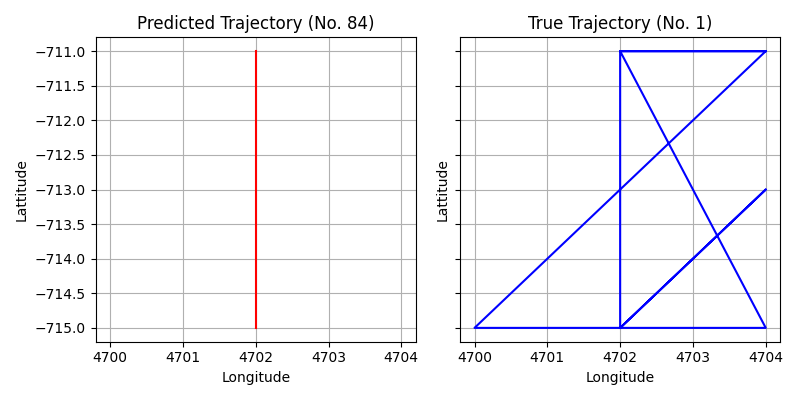 Predicted Trajectory (No. 84)
True Trajectory (No. 1)
−711.0
−711.5
−712.0
−712.5
−713.0
−713.5
−714.0
−714.5
−715.0
Lattitude
Lattitude
4700 4701 4702 4703 4704
4700 4701 4702 4703 4704
Longitude
Longitude